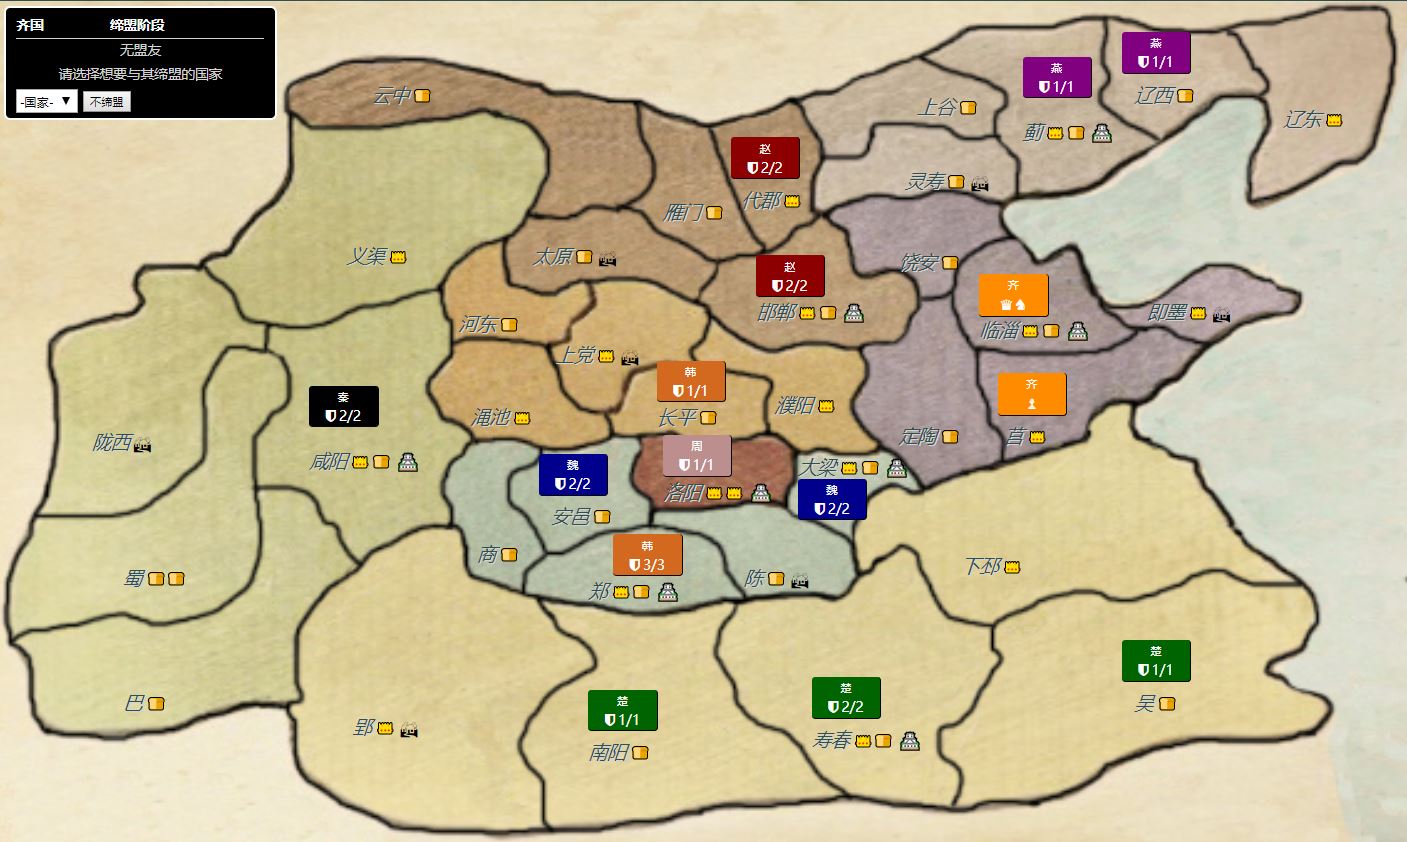 齐国 缔盟阶段
无盟友
请选择想要与其缔盟的国家
-国家- 不缔盟
云中
上谷
燕
1/1
燕
1/1
辽西
蓟
辽东
赵
2/2
代郡
灵寿
雁门
义渠
太原
饶安
赵
2/2
邯郸
齐
临淄
即墨
河东
上党
韩
1/1
长平
濮阳
渑池
齐
莒
定陶
秦
2/2
咸阳
陇西
周
1/1
洛阳
大梁
魏
2/2
魏
2/2
安邑
商
韩
3/3
郑
陈
下邳
蜀
巴
郢
楚
1/1
南阳
楚
2/2
寿春
楚
1/1
吴